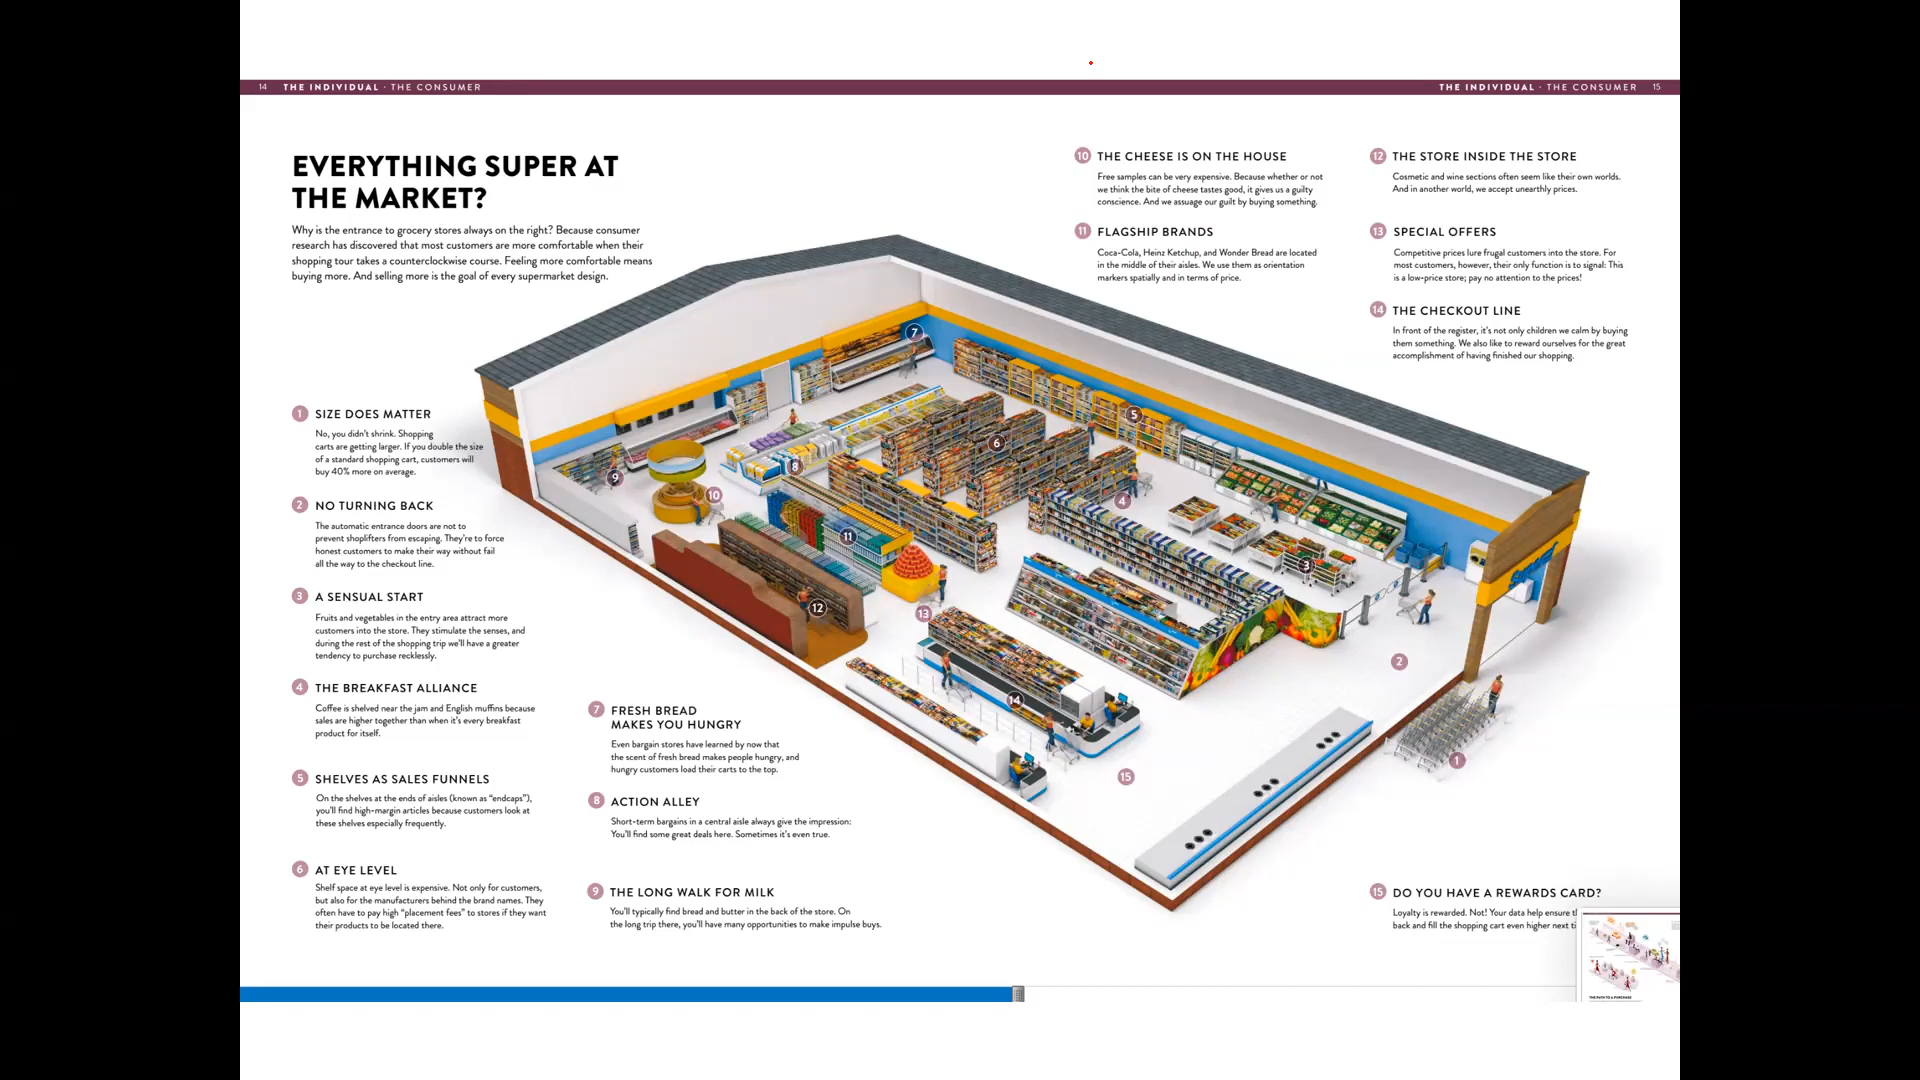 14 THE INDIVIDUAL · THE CONSUMER
THE INDIVIDUAL · THE CONSUMER 15
EVERYTHING SUPER AT
THE MARKET?
Why is the entrance to grocery stores always on the right? Because consumer
research has discovered that most customers are more comfortable when their
shopping tour takes a counterclockwise course. Feeling more comfortable means
buying more. And selling more is the goal of every supermarket design.
1 SIZE DOES MATTER
No, you didn't shrink. Shopping
carts are getting larger. If you double the size
of a standard shopping cart, customers will
buy 40% more on average.
2 NO TURNING BACK
The automatic entrance doors are not to
prevent shoplifters from escaping. They're to force
honest customers to make their way without fail
all the way to the checkout line.
3 A SENSUAL START
Fruits and vegetables in the entry area attract more
customers into the store. They stimulate the senses, and
during the rest of the shopping trip we'll have a greater
tendency to purchase recklessly.
4 THE BREAKFAST ALLIANCE
Coffee is shelved near the jam and English muffins because
sales are higher together than when it's every breakfast
product for itself.
5 SHELVES AS SALES FUNNELS
On the shelves at the ends of aisles (known as "endcaps"),
you'll find high-margin articles because customers look at
these shelves especially frequently.
6 AT EYE LEVEL
Shelf space at eye level is expensive. Not only for customers,
but also for the manufacturers behind the brand names. They
often have to pay high "placement fees" to stores if they want
their products to be located there.
7 FRESH BREAD
MAKES YOU HUNGRY
Even bargain stores have learned by now that
the scent of fresh bread makes people hungry, and
hungry customers load their carts to the top.
8 ACTION ALLEY
Short-term bargains in a central aisle always give the impression:
You'll find some great deals here. Sometimes it's even true.
9 THE LONG WALK FOR MILK
You'll typically find bread and butter in the back of the store. On
the long trip there, you'll have many opportunities to make impulse buys.
10 THE CHEESE IS ON THE HOUSE
Free samples can be very expensive. Because whether or not
we think the bite of cheese tastes good, it gives us a guilty
conscience. And we assuage our guilt by buying something.
11 FLAGSHIP BRANDS
Coca-Cola, Heinz Ketchup, and Wonder Bread are located
in the middle of their aisles. We use them as orientation
markers spatially and in terms of price.
12 THE STORE INSIDE THE STORE
Cosmetic and wine sections often seem like their own worlds.
And in another world, we accept unearthly prices.
13 SPECIAL OFFERS
Competitive prices lure frugal customers into the store. For
most customers, however, their only function is to signal: This
is a low-price store; pay no attention to the prices!
14 THE CHECKOUT LINE
In front of the register, it's not only children we calm by buying
them something. We also like to reward ourselves for the great
accomplishment of having finished our shopping.
15 DO YOU HAVE A REWARDS CARD?
Loyalty is rewarded. Not! Your data help ensure
back and fill the shopping cart even higher next
7
5
6
9
8
10
4
11
3
12
13
2
14
15
1
THE PATH TO A PURCHASE